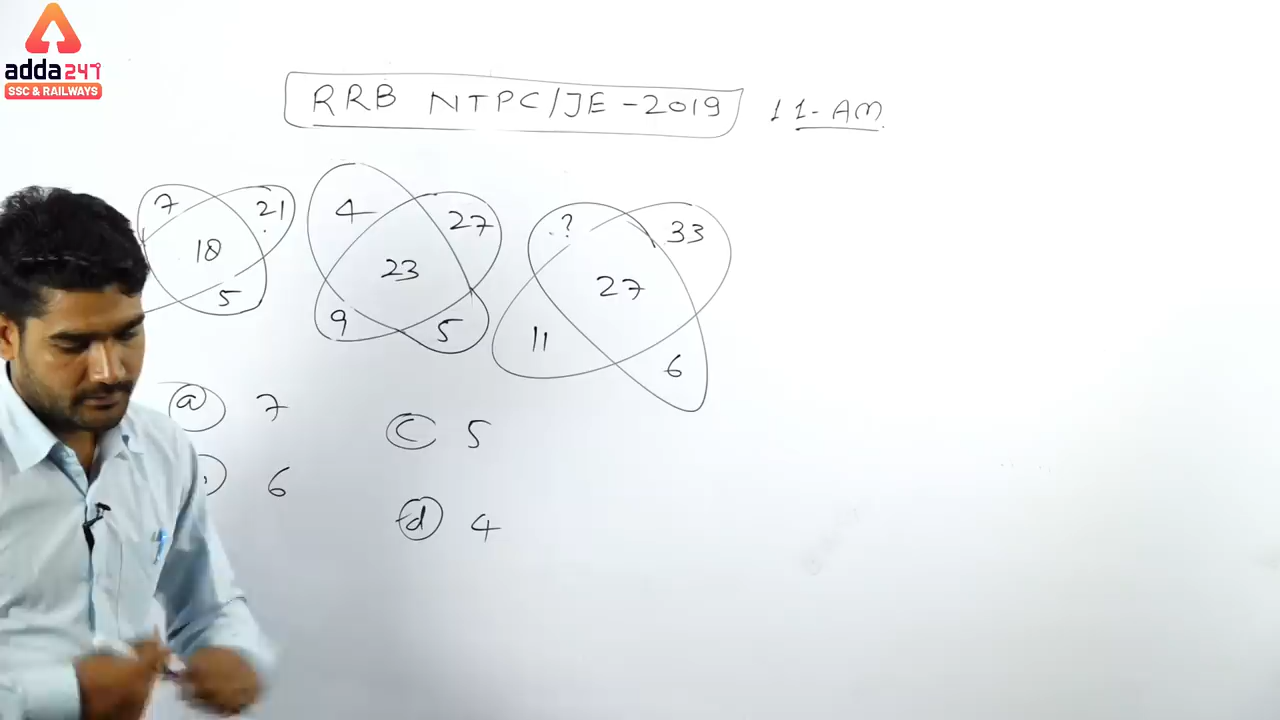 adda247
SSC & RAILWAYS
RRB NTPC/JE-2019 11-AM
7 21 18 5
4 27 23 9 5
? 33 27 11 6
(a) 7
(c) 5
6
(d) 4